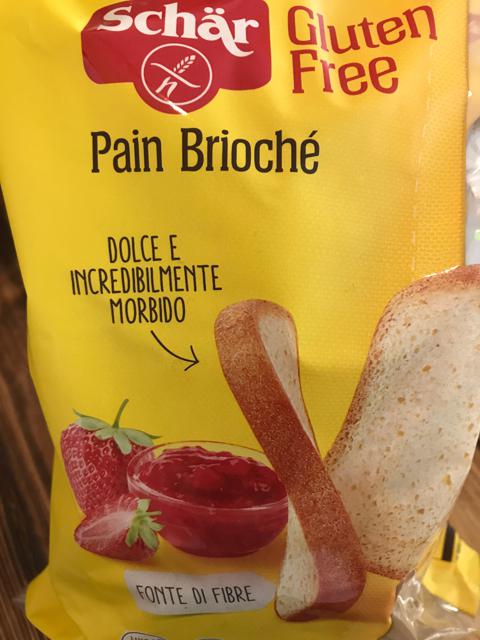 Schär
Gluten
Free
Pain Brioché
DOLCE E
INCREDIBILMENTE
MORBIDO
FONTE DI FIBRE